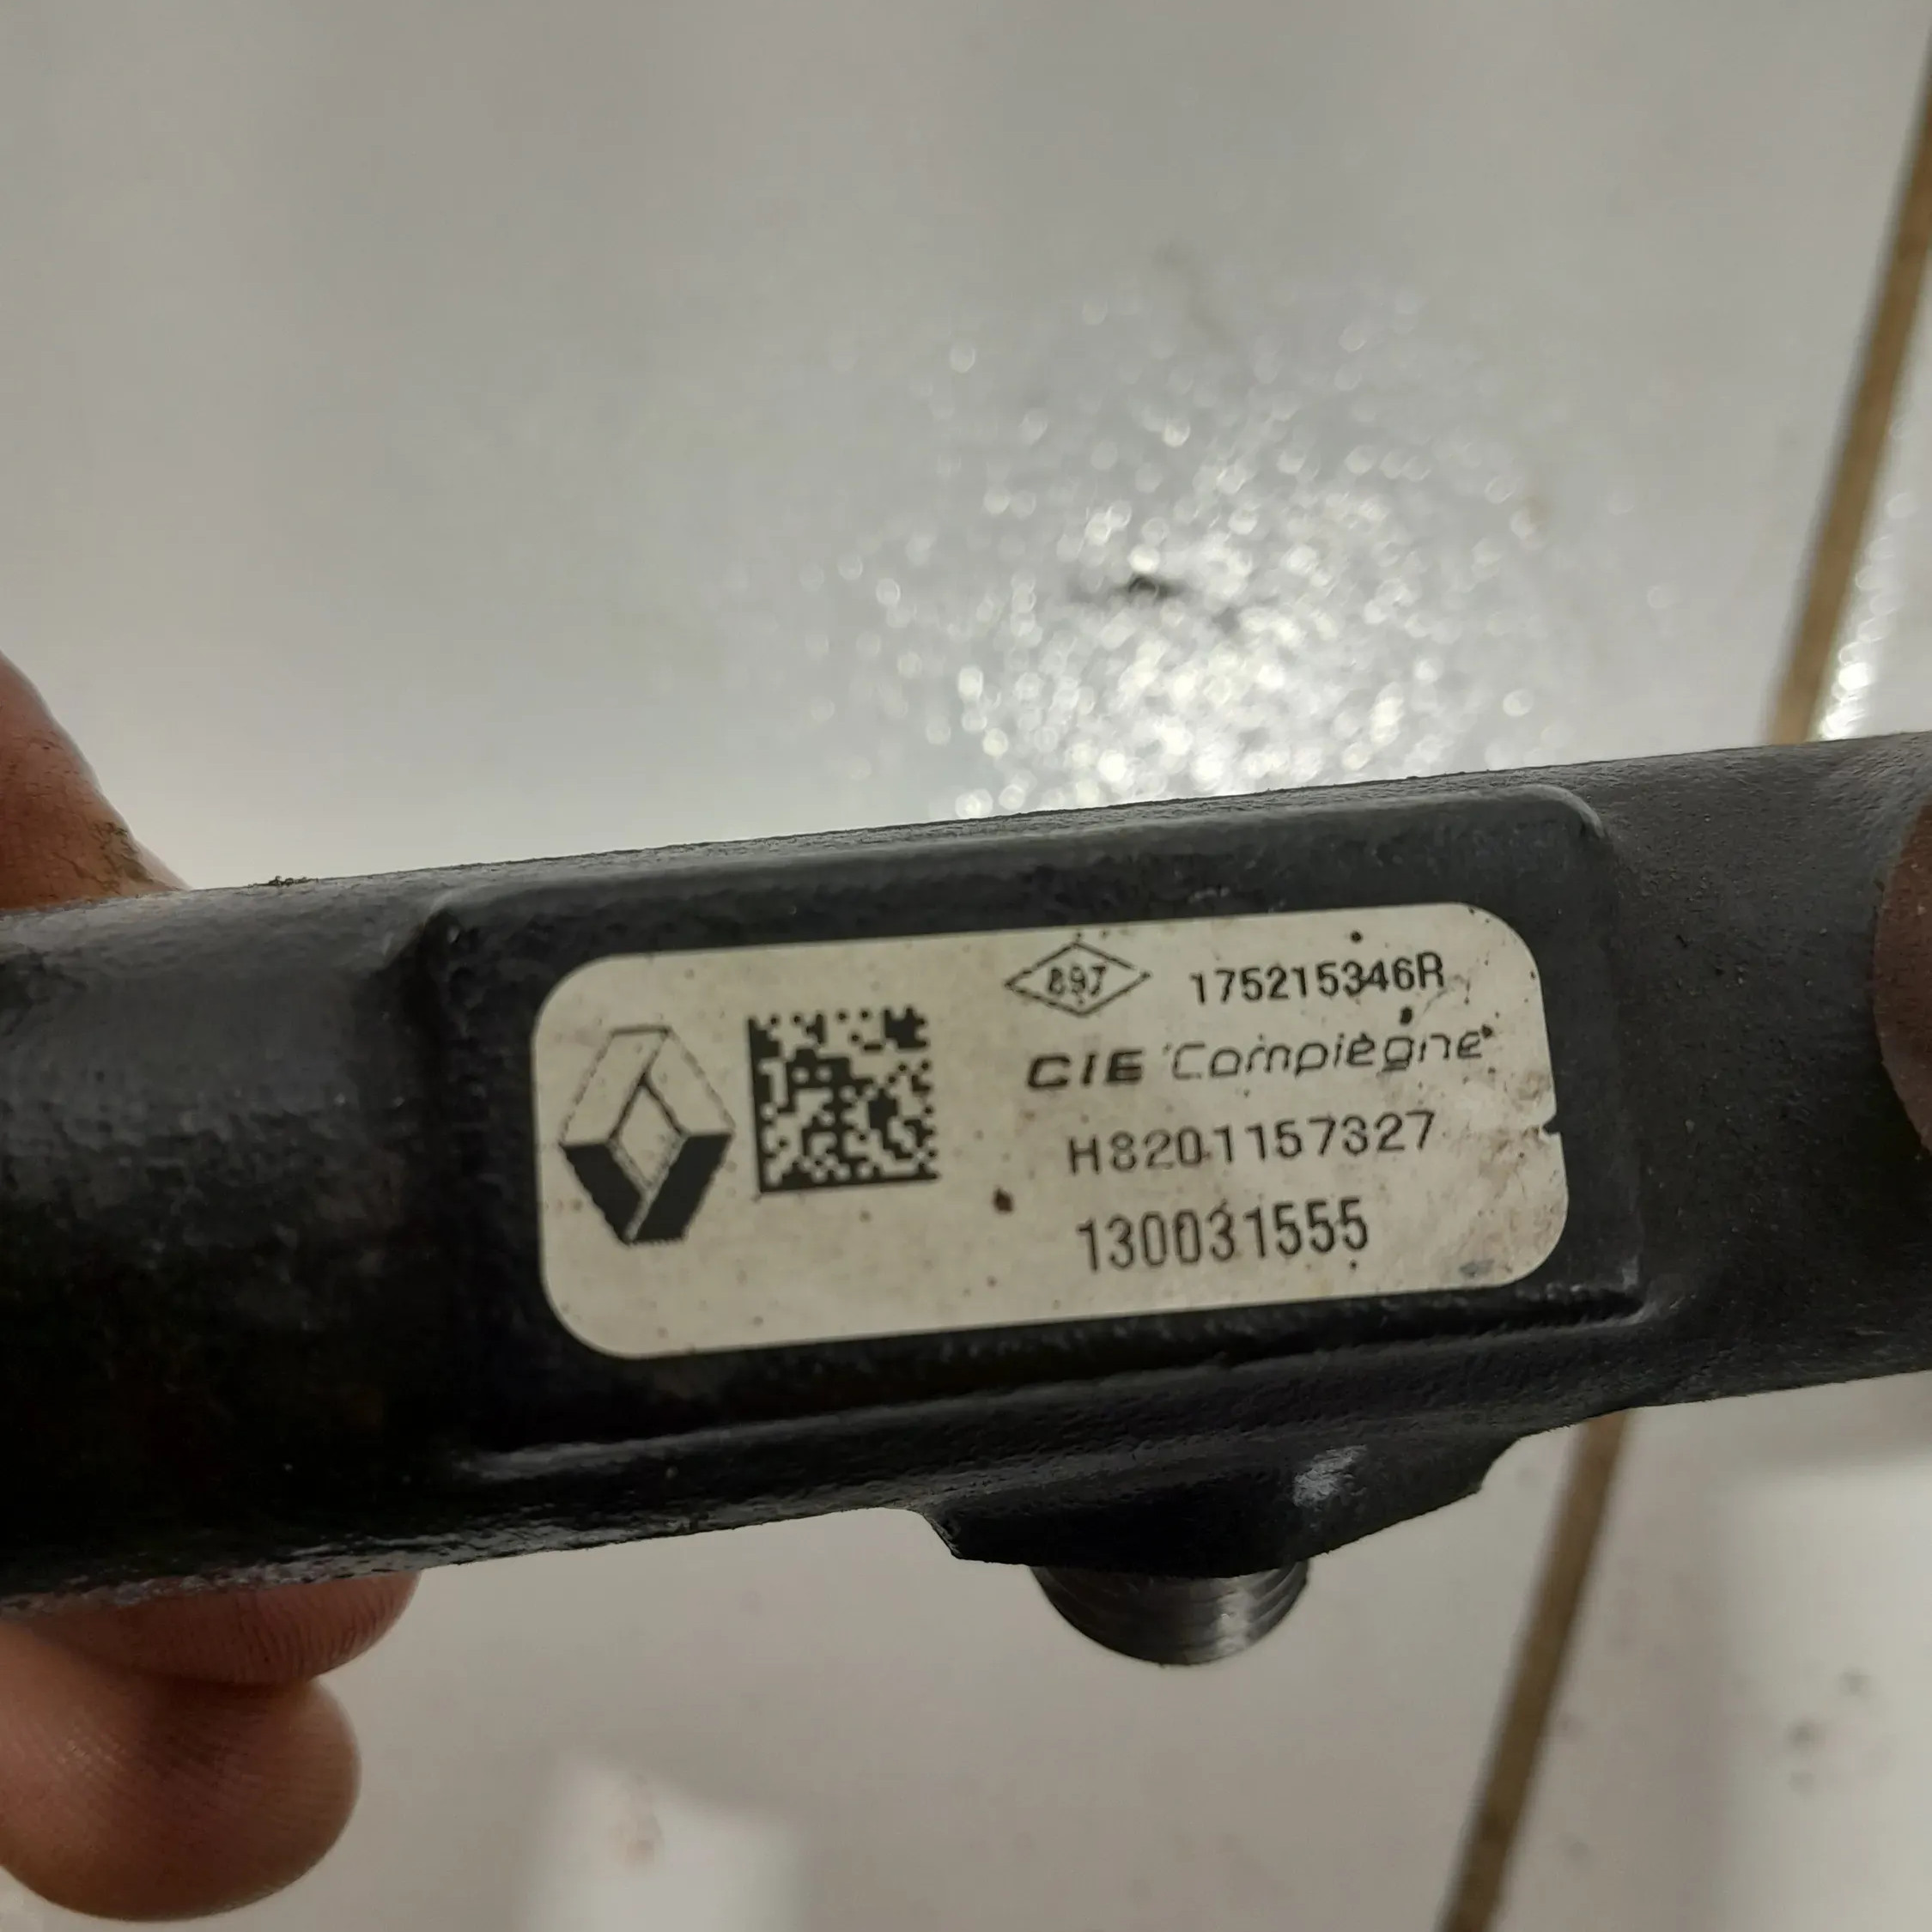 897 175215346R
CIE 'Compiègne'
H8201157327
130031555